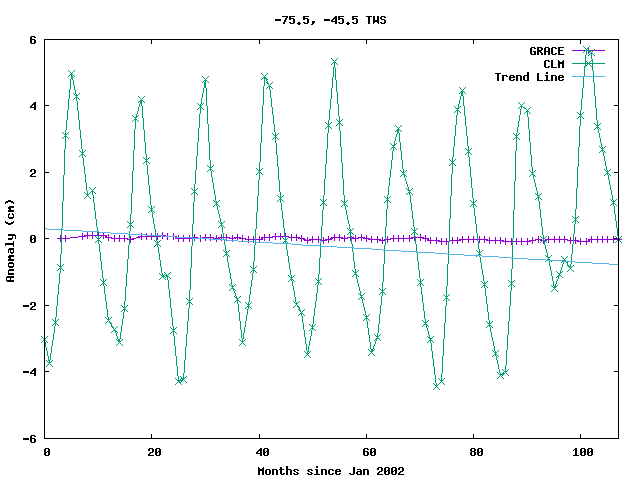 -75.5, -45.5 TWS
GRACE
CLM
Trend Line
6
4
2
0
-2
-4
-6
Anomaly (cm)
0 20 40 60 80 100
Months since Jan 2002